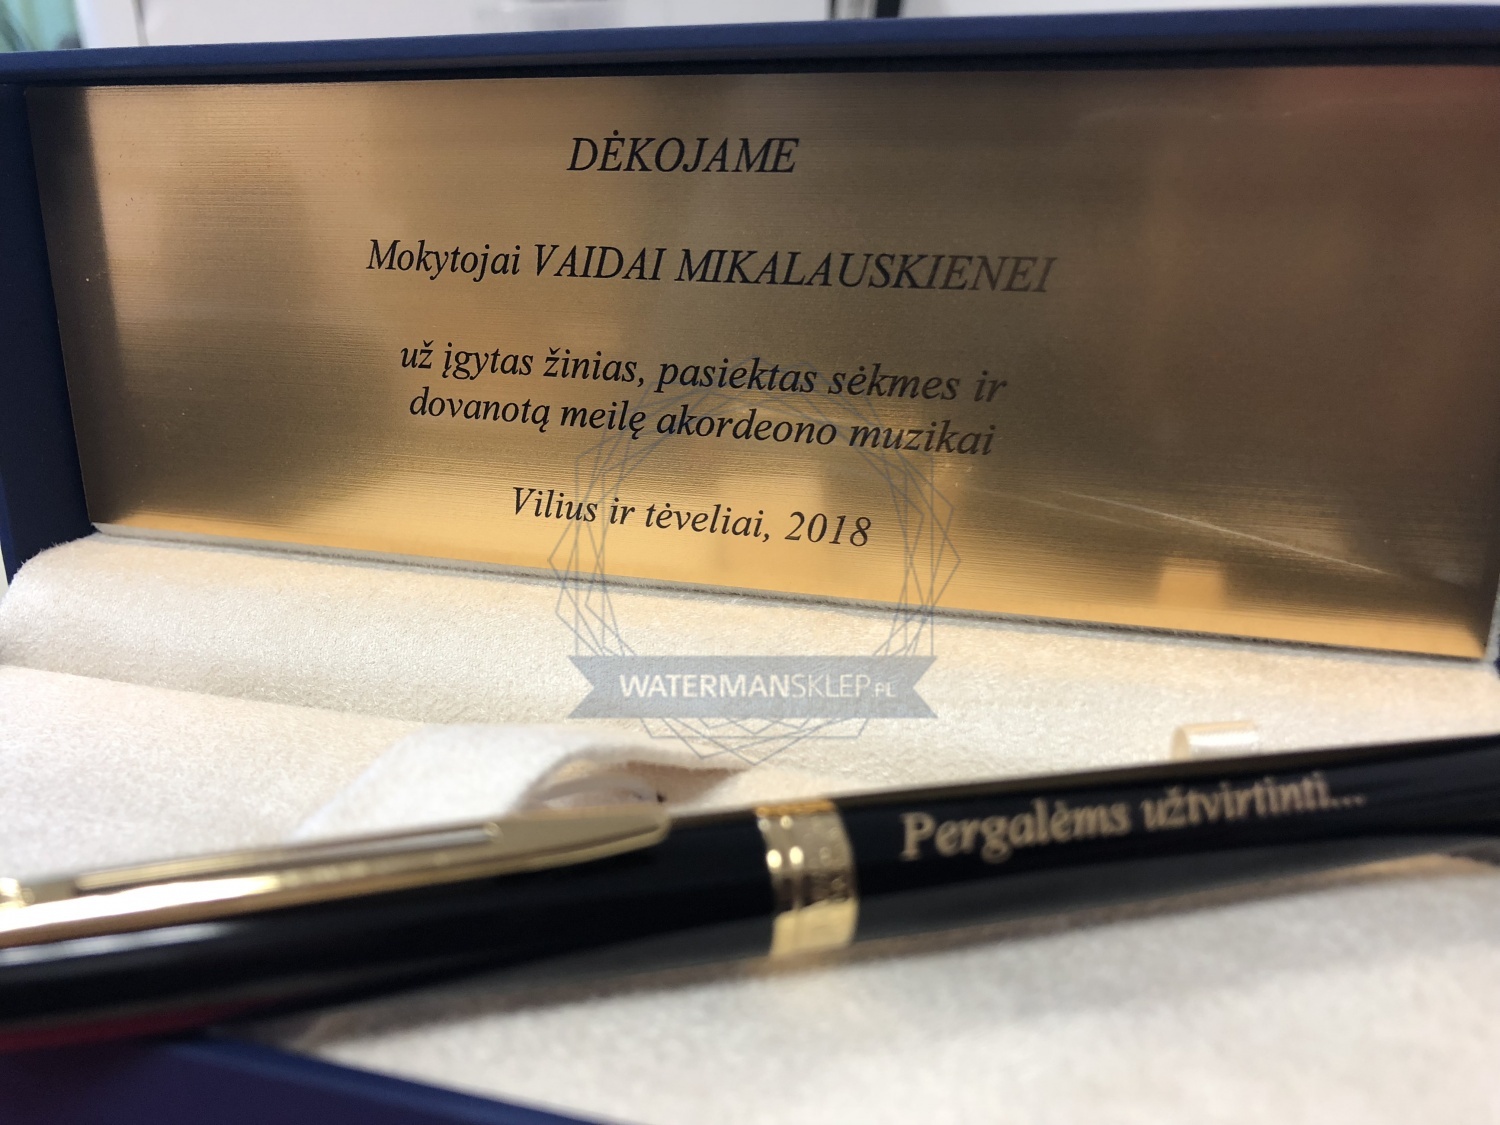 DĖKOJAME
Mokytojai VAIDAI MIKALAUSKIENEI
už įgytas žinias, pasiektas sėkmes ir
dovanotą meilę akordeono muzikai
Vilius ir tėveliai, 2018
WATERMANSKLEP.PL
Pergalėms užtvirtinti...